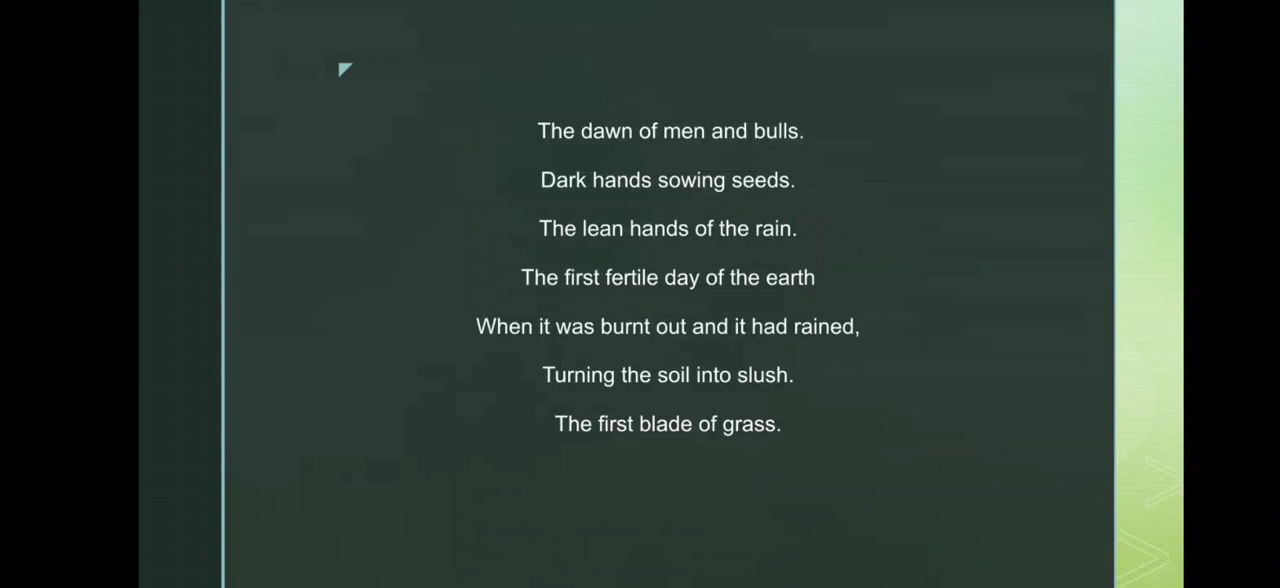 The dawn of men and bulls.
Dark hands sowing seeds.
The lean hands of the rain.
The first fertile day of the earth
When it was burnt out and it had rained,
Turning the soil into slush.
The first blade of grass.